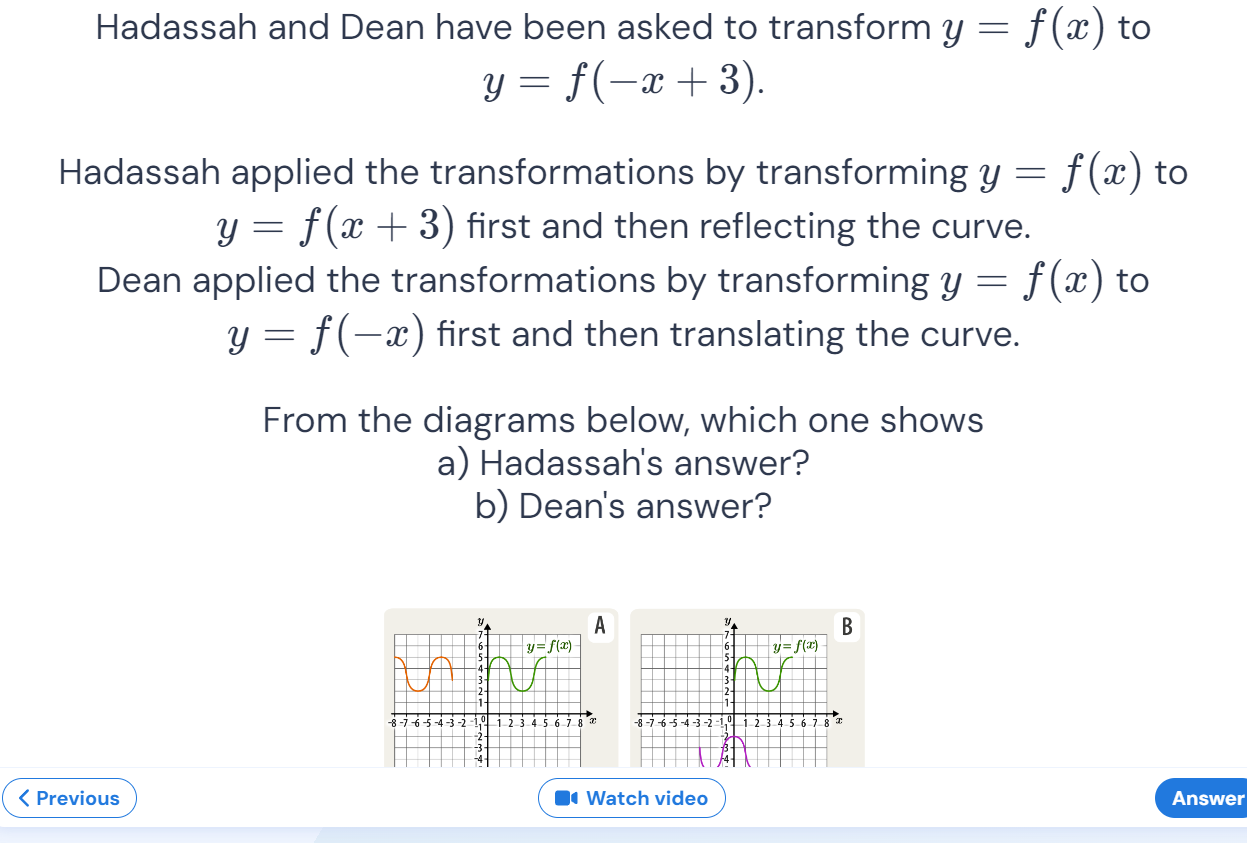 Hadassah and Dean have been asked to transform y = f(x) to
y = f(−x + 3).
Hadassah applied the transformations by transforming y = f(x) to
y = f(x + 3) first and then reflecting the curve.
Dean applied the transformations by transforming y = f(x) to
y = f(−x) first and then translating the curve.
From the diagrams below, which one shows
a) Hadassah's answer?
b) Dean's answer?
A
y
7
6
5
4
3
2
1
y=f(x)
-8 -7 -6 -5 -4 -3 -2 -1 0 1 2 3 4 5 6 7 8 x
-1
-2
-3
-4
B
y
7
6
5
4
3
2
1
y=f(x)
-8 -7 -6 -5 -4 -3 -2 -1 0 1 2 3 4 5 6 7 8 x
-1
-2
-3
-4
Previous
Watch video
Answer